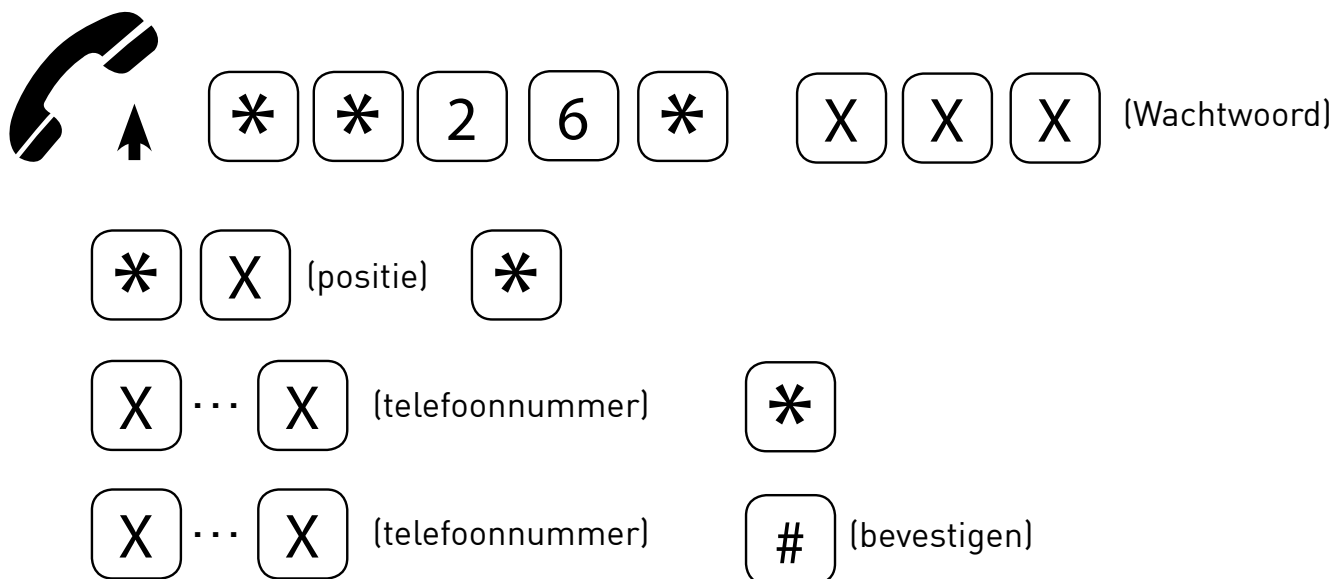 * * 2 6 * X X X (Wachtwoord)
* X (positie) *
X ... X (telefoonnummer) *
X ... X (telefoonnummer) # (bevestigen)